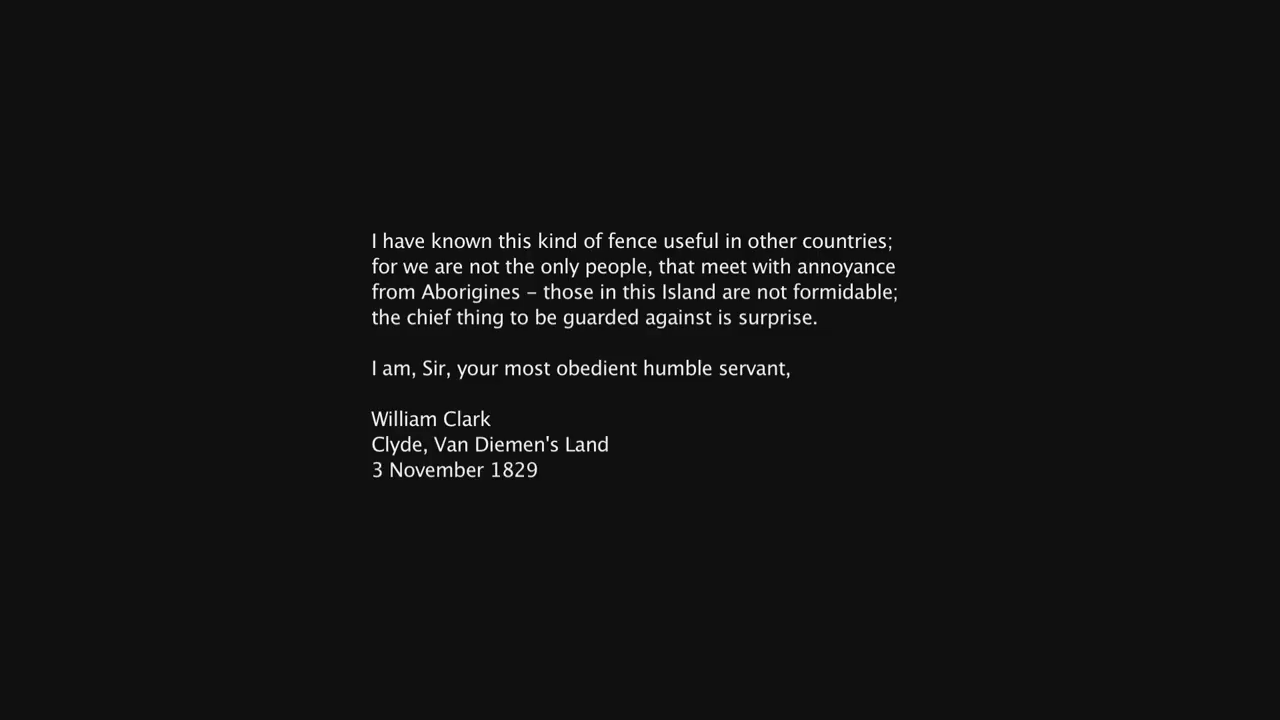 I have known this kind of fence useful in other countries;
for we are not the only people, that meet with annoyance
from Aborigines – those in this Island are not formidable;
the chief thing to be guarded against is surprise.
I am, Sir, your most obedient humble servant,
William Clark
Clyde, Van Diemen's Land
3 November 1829